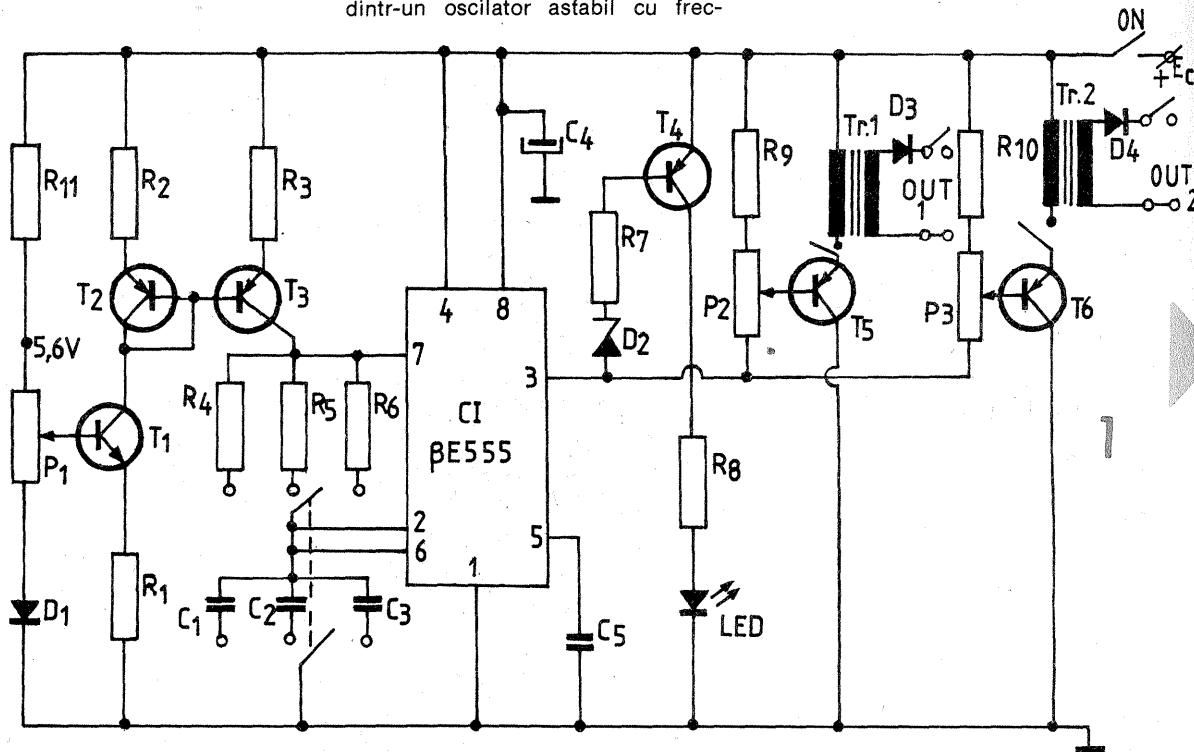 dintr-un oscilator astabil cu frec-
ON
+Ec
Tr.2
D3
Tr.1
T4
C4
D4
R9
R10
R11
R2
R3
OUT
1
OUT
2
R7
T2
T3
4
8
P2
T5
P3
T6
5,6V
D2
7
3
R4
R5
R6
CI
βE555
T1
P1
R8
1
2
6
5
1
R1
D1
C1
C2
C3
C5
LED